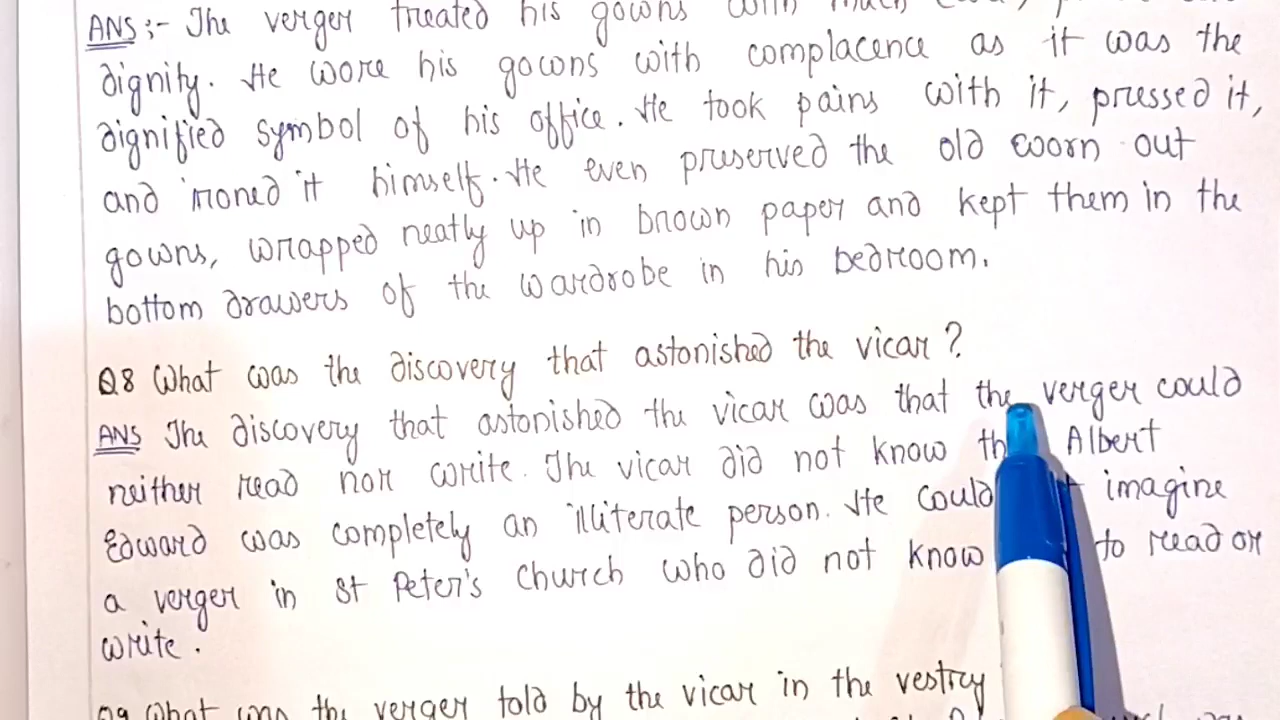 ANS :- The verger treated his gowns with much
dignity. He wore his gowns with complacence as it was the
dignified symbol of his office. He took pains with it, pressed it,
and ironed it himself. He even preserved the old worn out
gowns, wrapped neatly up in brown paper and kept them in the
bottom drawers of the wardrobe in his bedroom.
Q8 What was the discovery that astonished the vicar ?
ANS The discovery that astonished the vicar was that the verger could
neither read nor write. The vicar did not know Albert
Edward was completely an illiterate person. He could imagine
a verger in St Peter's Church who did not know to read or
write.
Q9 What was the verger told by the vicar in the vestry